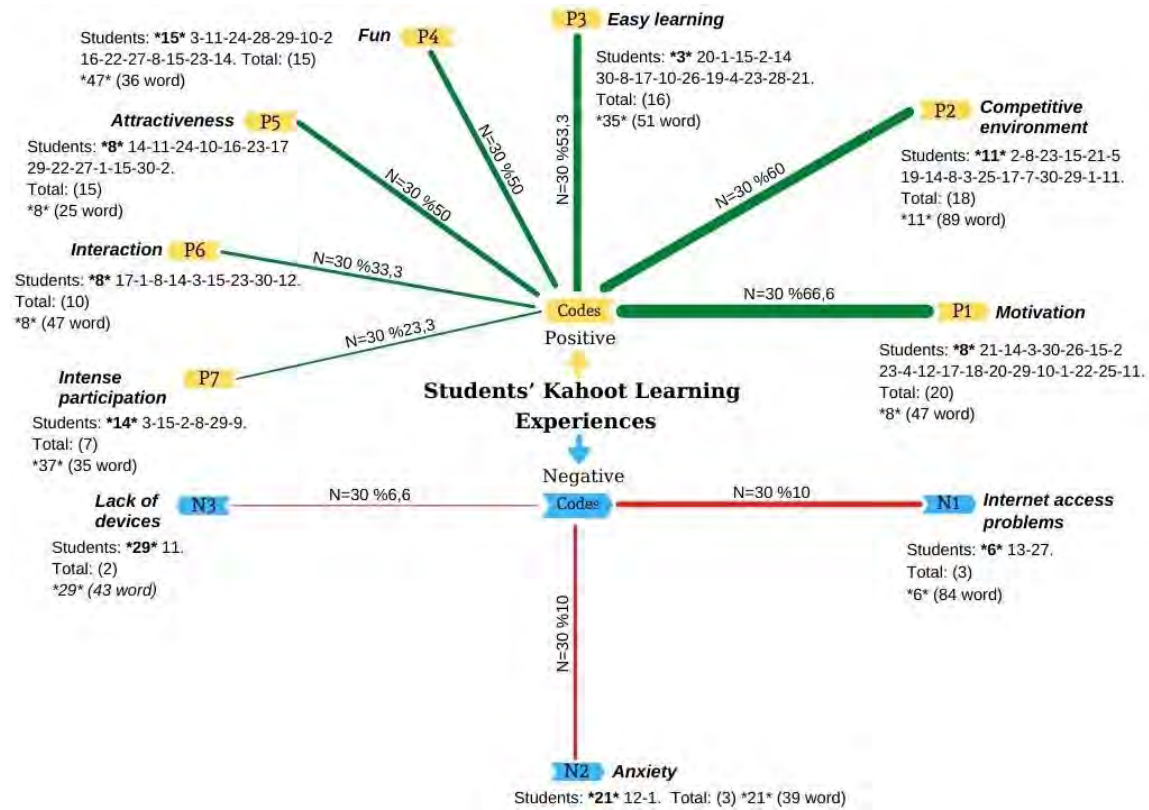 P3 Easy learning
Students: *3* 20-1-15-2-14
30-8-17-10-26-19-4-23-28-21.
Total: (16)
*35* (51 word)
N=30 %53,3
Fun P4
Students: *15* 3-11-24-28-29-10-2
16-22-27-8-15-23-14. Total: (15)
*47* (36 word)
N=30 %50
P2 Competitive
environment
Students: *11* 2-8-23-15-21-5
19-14-8-3-25-17-7-30-29-1-11.
Total: (18)
*11* (89 word)
N=30 %60
Attractiveness P5
Students: *8* 14-11-24-10-16-23-17
29-22-27-1-15-30-2.
Total: (15)
*8* (25 word)
N=30 %50
Interaction P6
Students: *8* 17-1-8-14-3-15-23-30-12.
Total: (10)
*8* (47 word)
N=30 %33,3
N=30 %66,6
P1 Motivation
Students: *8* 21-14-3-30-26-15-2
23-4-12-17-18-20-29-10-1-22-25-11.
Total: (20)
*8* (47 word)
Codes
Positive
N=30 %23,3
Intense
participation
P7
Students: *14* 3-15-2-8-29-9.
Total: (7)
*37* (35 word)
Students' Kahoot Learning
Experiences
Negative
Codes
Lack of
devices
N3
N=30 %6,6
Students: *29* 11.
Total: (2)
*29* (43 word)
N=30 %10
N1 Internet access
problems
Students: *6* 13-27.
Total: (3)
*6* (84 word)
N=30 %10
N2 Anxiety
Students: *21* 12-1. Total: (3) *21* (39 word)